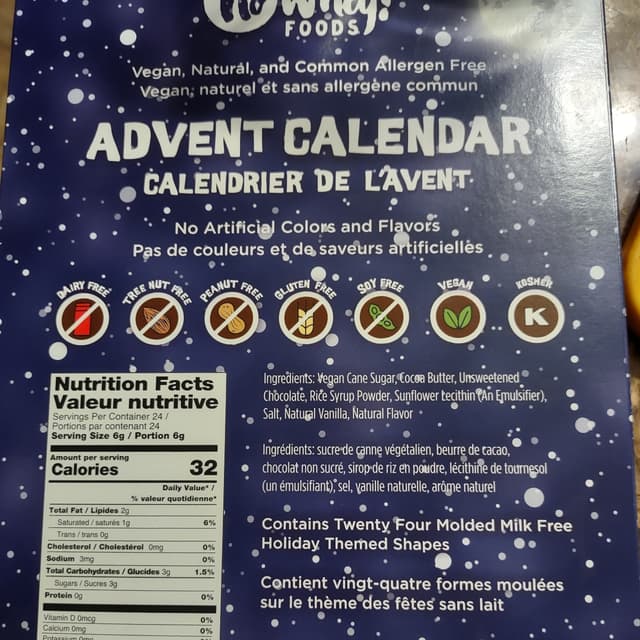 FOODS
Vegan, Natural, and Common Allergen Free
Vegan, naturel et sans allergène commun
ADVENT CALENDAR
CALENDRIER DE L'AVENT
No Artificial Colors and Flavors
Pas de couleurs et de saveurs artificielles
DAIRY FREE TREE NUT FREE PEANUT FREE GLUTEN FREE SOY FREE VEGAN KOSHER
K
Nutrition Facts
Valeur nutritive
Servings Per Container 24 /
Portions par contenant 24
Serving Size 6g / Portion 6g
Amount per serving
Calories 32
Daily Value* /
% valeur quotidienne*
Total Fat / Lipides 2g
Saturated / saturés 1g 6%
Trans / trans 0g
Cholesterol / Cholestérol 0mg 0%
Sodium 3mg 0%
Total Carbohydrates / Glucides 3g 1.5%
Sugars / Sucres 3g
Protein 0g 0%
Vitamin D 0mcg 0%
Calcium 0mg 0%
Potassium 0mg
Ingredients: Vegan Cane Sugar, Cocoa Butter, Unsweetened
Chocolate, Rice Syrup Powder, Sunflower Lecithin (An Emulsifier),
Salt, Natural Vanilla, Natural Flavor
Ingrédients: sucre de canne végétalien, beurre de cacao,
chocolat non sucré, sirop de riz en poudre, lécithine de tournesol
(un émulsifiant), sel, vanille naturelle, arôme naturel
Contains Twenty Four Molded Milk Free
Holiday Themed Shapes
Contient vingt-quatre formes moulées
sur le thème des fêtes sans lait